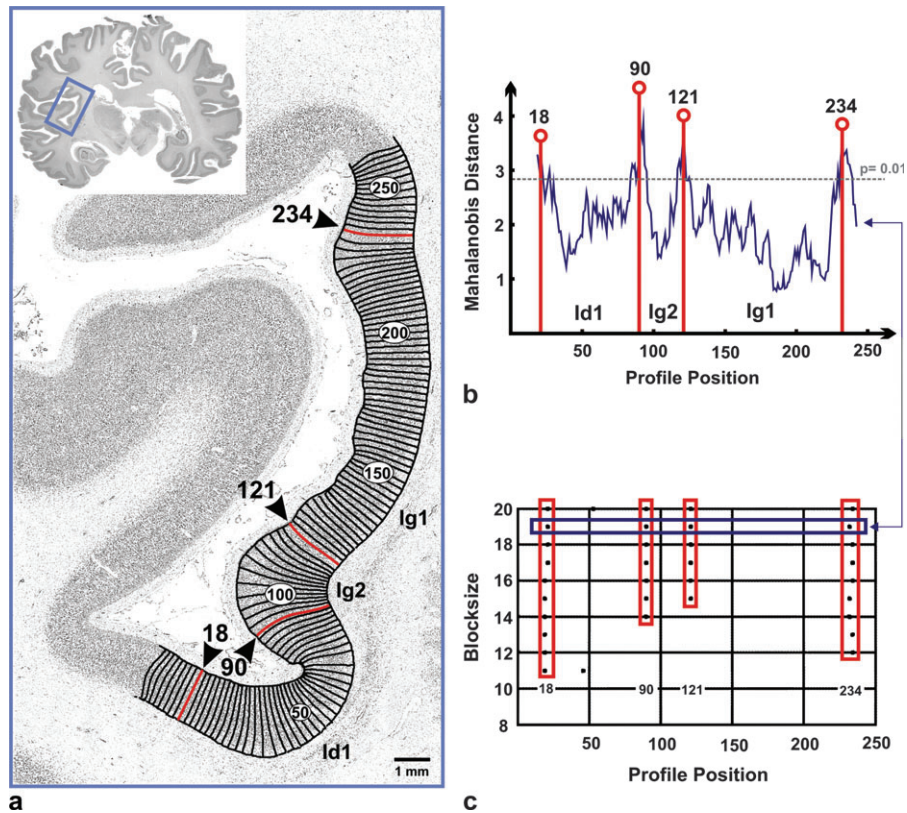 250
234
200
150
121
Ig1
Ig2
100
18
90
50
Id1
1 mm
a
Mahalanobis Distance
4
3
2
1
18
90
121
234
p= 0.01
Id1
Ig2
Ig1
50
100
150
200
250
Profile Position
b
Blocksize
20
18
16
14
12
10
8
18
90
121
234
50
100
150
200
250
Profile Position
c